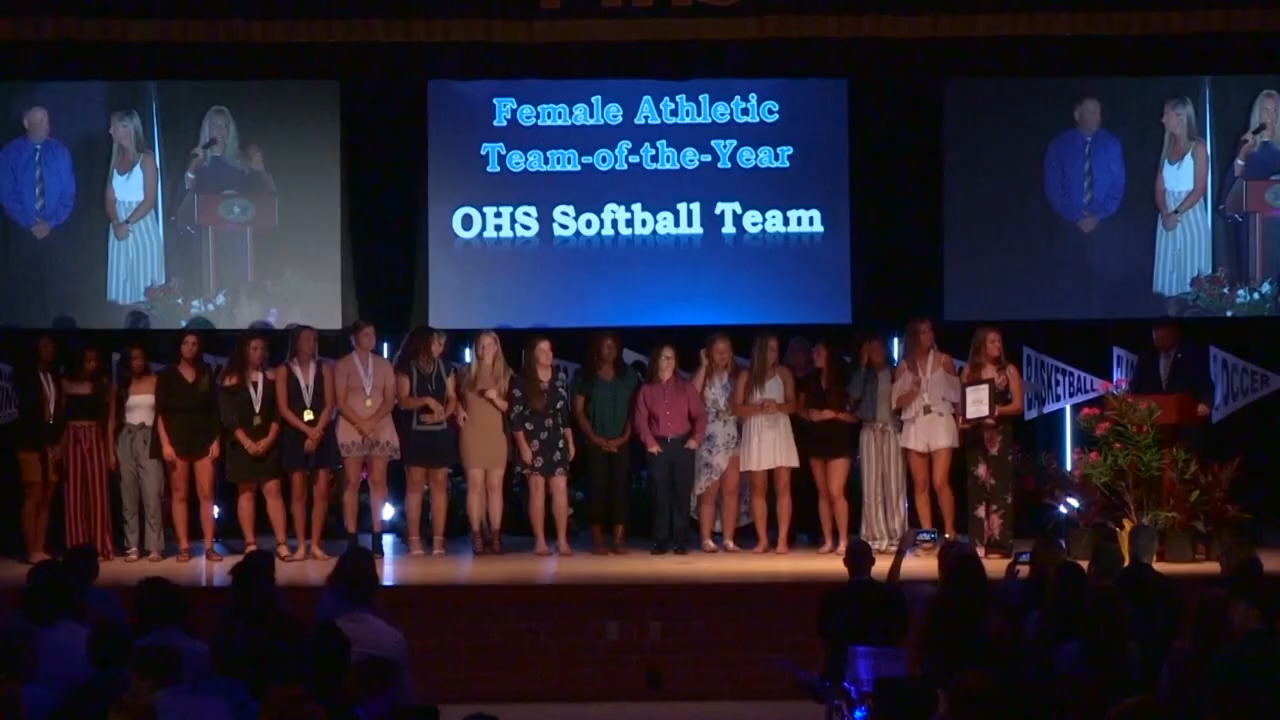 Female Athletic
Team-of-the-Year
OHS Softball Team
BASKETBALL
SOCCER